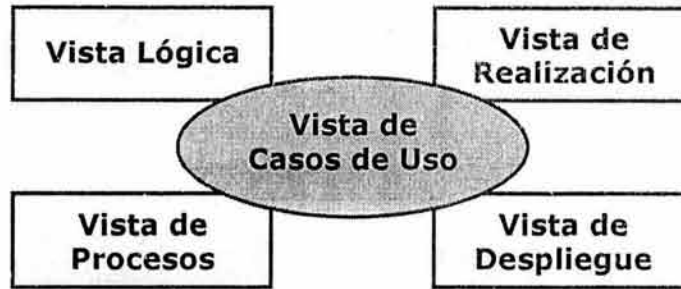 Vista Lógica
Vista de
Realización
Vista de
Casos de Uso
Vista de
Procesos
Vista de
Despliegue